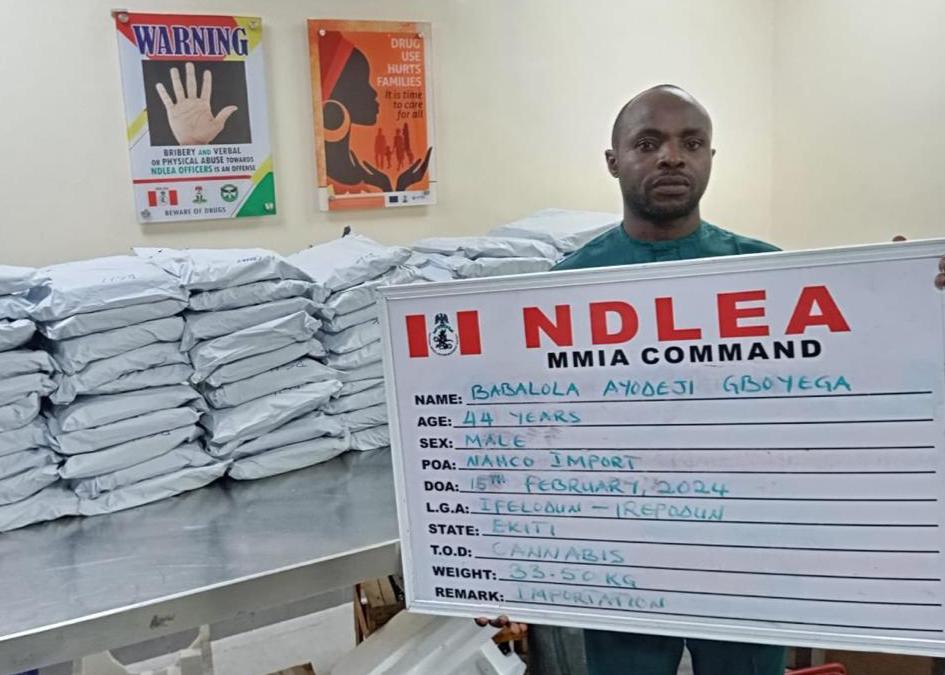 WARNING
BRIBERY AND VERBAL
OR PHYSICAL ABUSE TOWARDS
NDLEA OFFICERS IS AN OFFENSE
BEWARE OF DRUGS
DRUG
USE
HURTS
FAMILIES
It is time
to care
for all
NDLEA
MMIA COMMAND
NAME: BABALOLA AYODEJI GBOYEGA
AGE: 44 YEARS
SEX: MALE
POA: NAHCO IMPORT
DOA: 15TH FEBRUARY, 2024
L.G.A: IFELODUN - IREPODUN
STATE: EKITI
T.O.D: CANNABIS
WEIGHT: 33.50 KG
REMARK: IMPORTATION